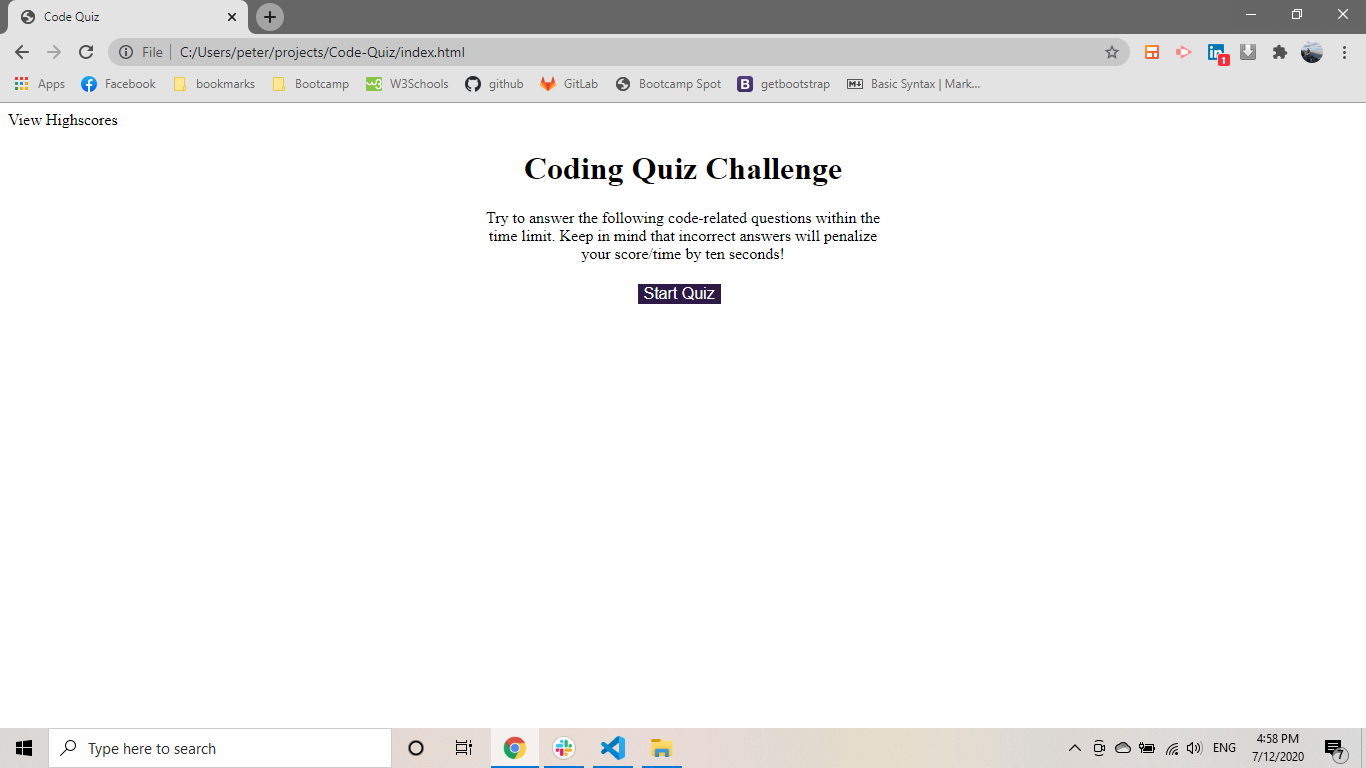 Code Quiz
File
C:/Users/peter/projects/Code-Quiz/index.html
1
Apps
Facebook
bookmarks
Bootcamp
W3Schools
github
GitLab
Bootcamp Spot
getbootstrap
Basic Syntax | Mark...
View Highscores
Coding Quiz Challenge
Try to answer the following code-related questions within the
time limit. Keep in mind that incorrect answers will penalize
your score/time by ten seconds!
Start Quiz
Type here to search
ENG
4:58 PM
7/12/2020
7